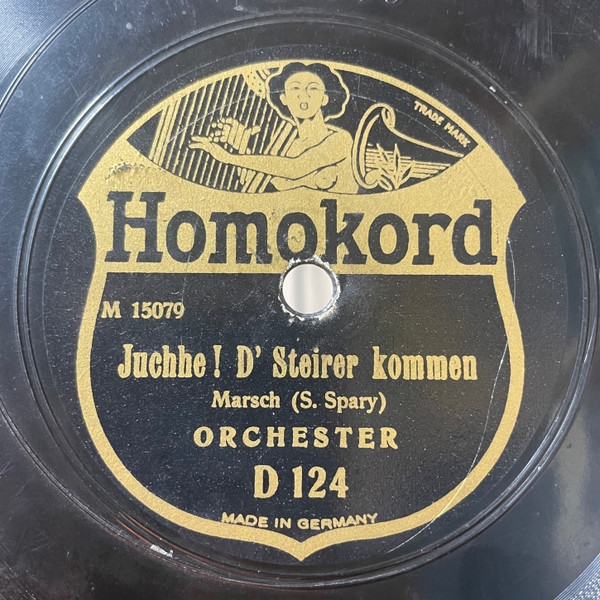 TRADE MARK
Homokord
M 15079
Juchhe! D' Steirer kommen
Marsch (S. Spary)
ORCHESTER
D 124
MADE IN GERMANY